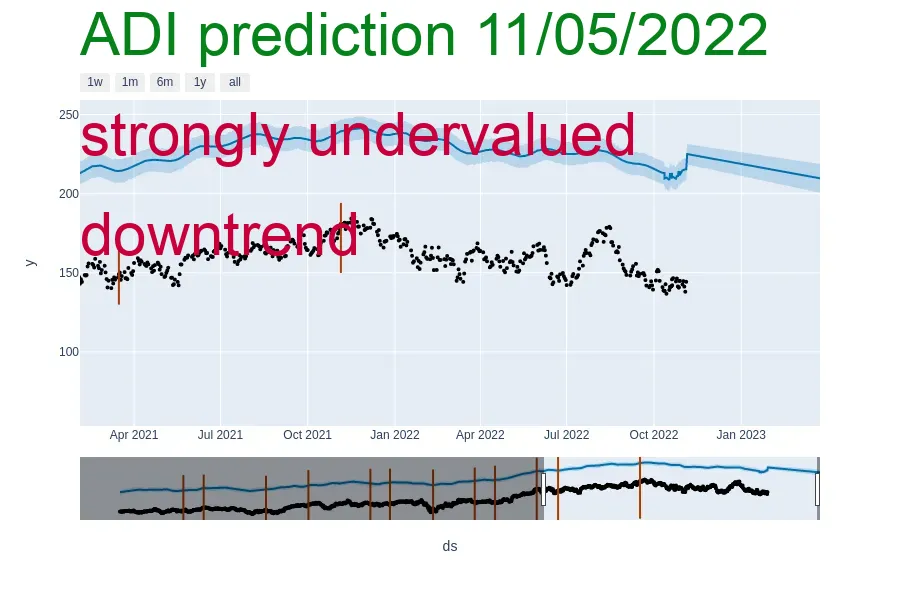 ADI prediction 11/05/2022
1w 1m 6m 1y all
strongly undervalued
downtrend
250
200
150
100
y
Apr 2021 Jul 2021 Oct 2021 Jan 2022 Apr 2022 Jul 2022 Oct 2022 Jan 2023
ds